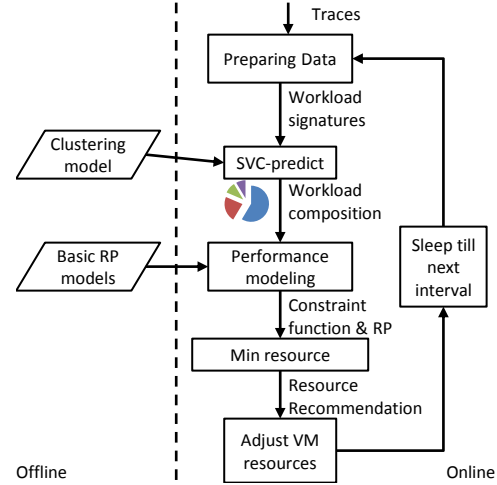 Traces
Preparing Data
Workload
signatures
Clustering
model
SVC-predict
Workload
composition
Basic RP
models
Performance
modeling
Sleep till
next
interval
Constraint
function & RP
Min resource
Resource
Recommendation
Adjust VM
resources
Offline
Online